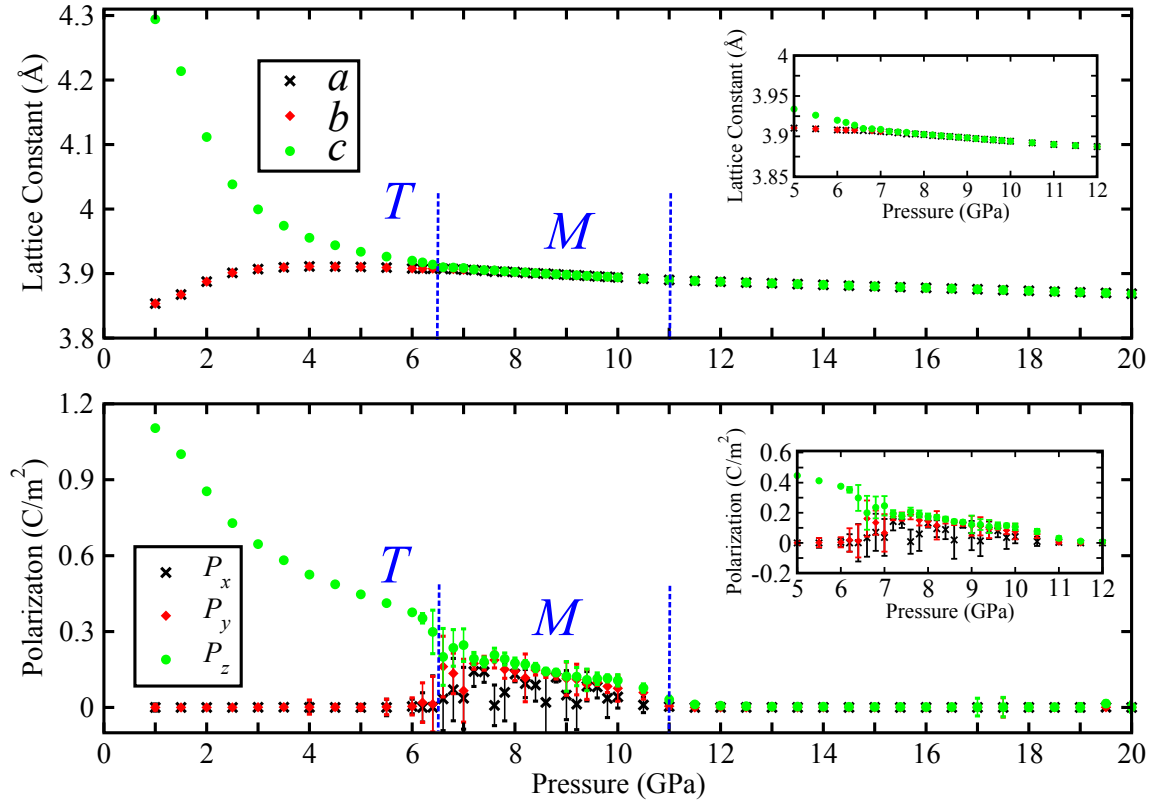 Lattice Constant (Å)
4.3
4.2
4.1
4
3.9
3.8
a
b
c
T
M
0 2 4 6 8 10 12 14 16 18 20
Lattice Constant (Å)
4
3.95
3.9
3.85
5 6 7 8 9 10 11 12
Pressure (GPa)
Polarizaton (C/m²)
1.2
0.9
0.6
0.3
0
Pₓ
P_y
P_z
T
M
0 2 4 6 8 10 12 14 16 18 20
Pressure (GPa)
Polarization (C/m²)
0.6
0.4
0.2
0
-0.2
5 6 7 8 9 10 11 12
Pressure (GPa)